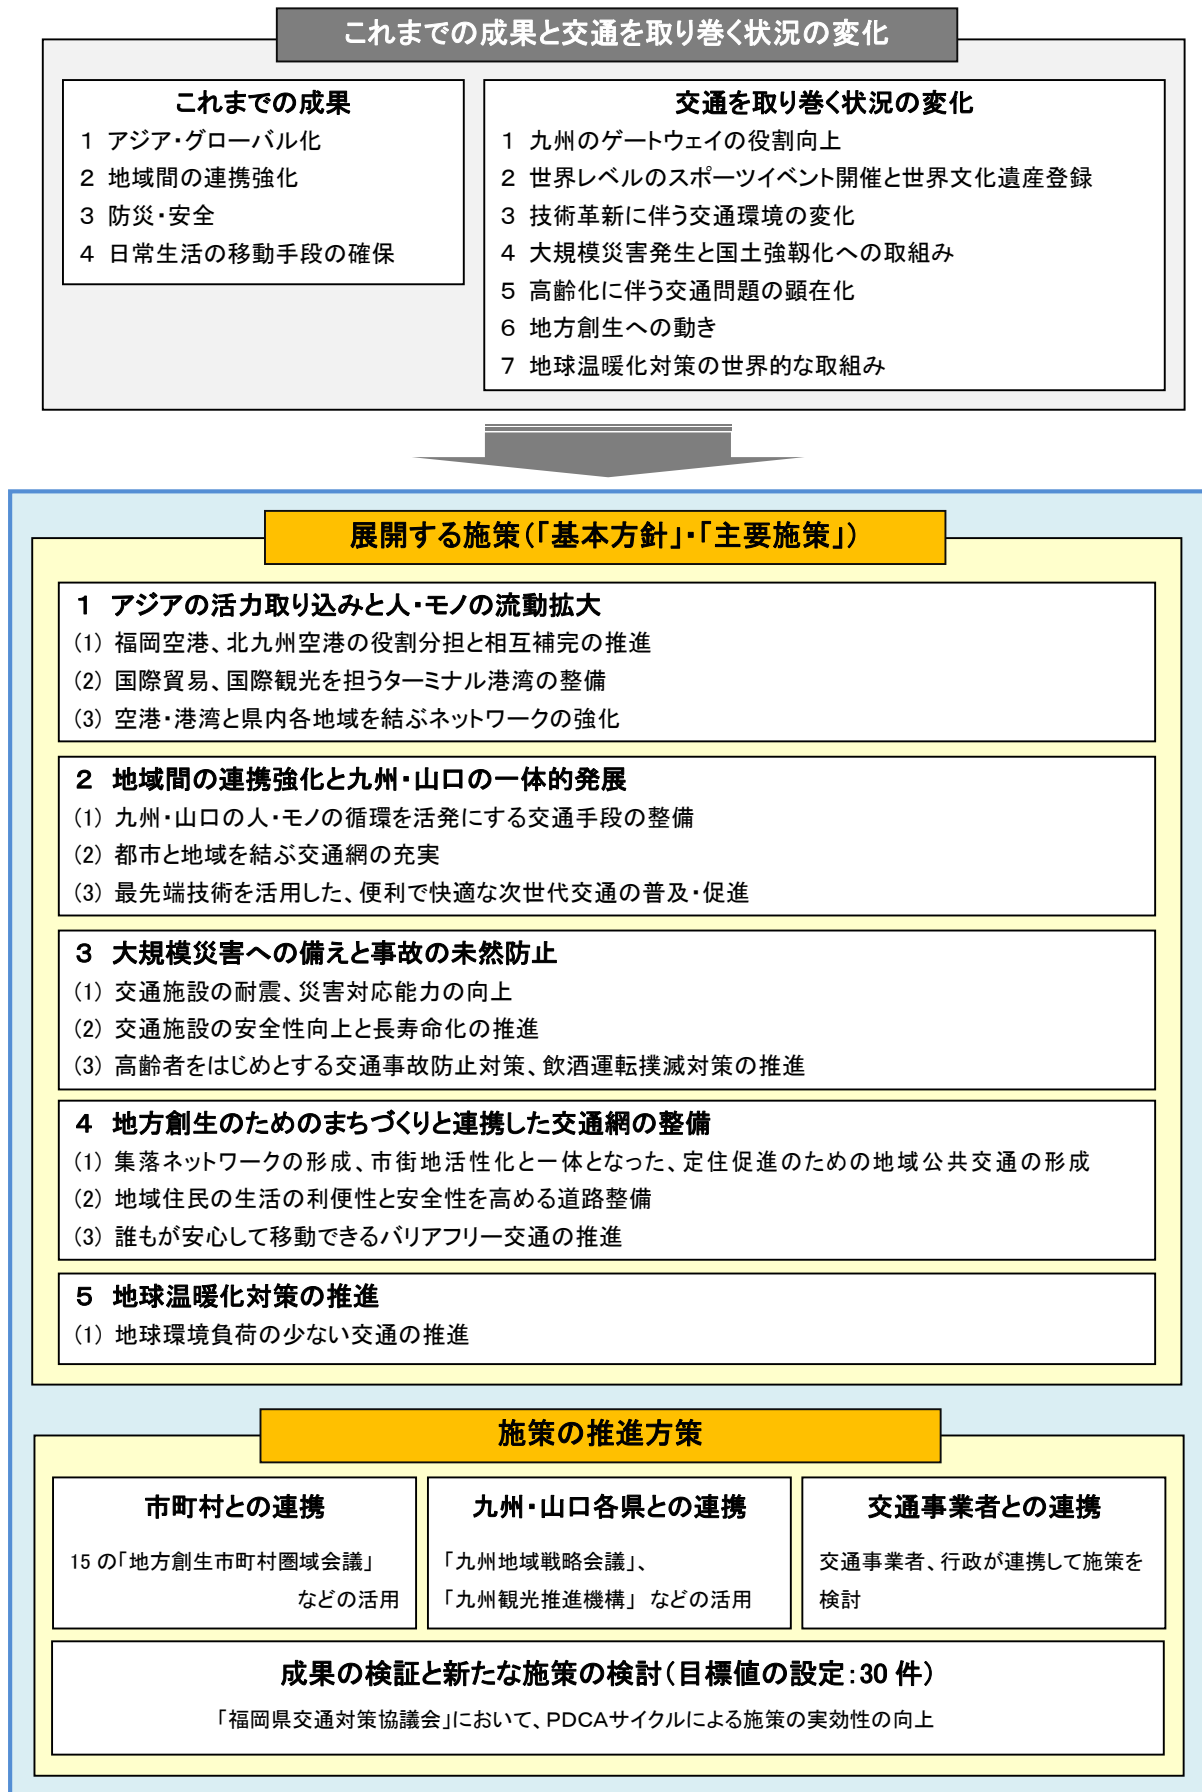 これまでの成果と交通を取り巻く状況の変化
これまでの成果
1 アジア・グローバル化
2 地域間の連携強化
3 防災・安全
4 日常生活の移動手段の確保
交通を取り巻く状況の変化
1 九州のゲートウェイの役割向上
2 世界レベルのスポーツイベント開催と世界文化遺産登録
3 技術革新に伴う交通環境の変化
4 大規模災害発生と国土強靱化への取組み
5 高齢化に伴う交通問題の顕在化
6 地方創生への動き
7 地球温暖化対策の世界的な取組み
展開する施策(「基本方針」・「主要施策」)
1 アジアの活力取り込みと人・モノの流動拡大
(1) 福岡空港、北九州空港の役割分担と相互補完の推進
(2) 国際貿易、国際観光を担うターミナル港湾の整備
(3) 空港・港湾と県内各地域を結ぶネットワークの強化
2 地域間の連携強化と九州・山口の一体的発展
(1) 九州・山口の人・モノの循環を活発にする交通手段の整備
(2) 都市と地域を結ぶ交通網の充実
(3) 最先端技術を活用した、便利で快適な次世代交通の普及・促進
3 大規模災害への備えと事故の未然防止
(1) 交通施設の耐震、災害対応能力の向上
(2) 交通施設の安全性向上と長寿命化の推進
(3) 高齢者をはじめとする交通事故防止対策、飲酒運転撲滅対策の推進
4 地方創生のためのまちづくりと連携した交通網の整備
(1) 集落ネットワークの形成、市街地活性化と一体となった、定住促進のための地域公共交通の形成
(2) 地域住民の生活の利便性と安全性を高める道路整備
(3) 誰もが安心して移動できるバリアフリー交通の推進
5 地球温暖化対策の推進
(1) 地球環境負荷の少ない交通の推進
施策の推進方策
市町村との連携
15 の「地方創生市町村圏域会議」
などの活用
九州・山口各県との連携
「九州地域戦略会議」、
「九州観光推進機構」 などの活用
交通事業者との連携
交通事業者、行政が連携して施策を
検討
成果の検証と新たな施策の検討(目標値の設定:30 件)
「福岡県交通対策協議会」において、PDCAサイクルによる施策の実効性の向上